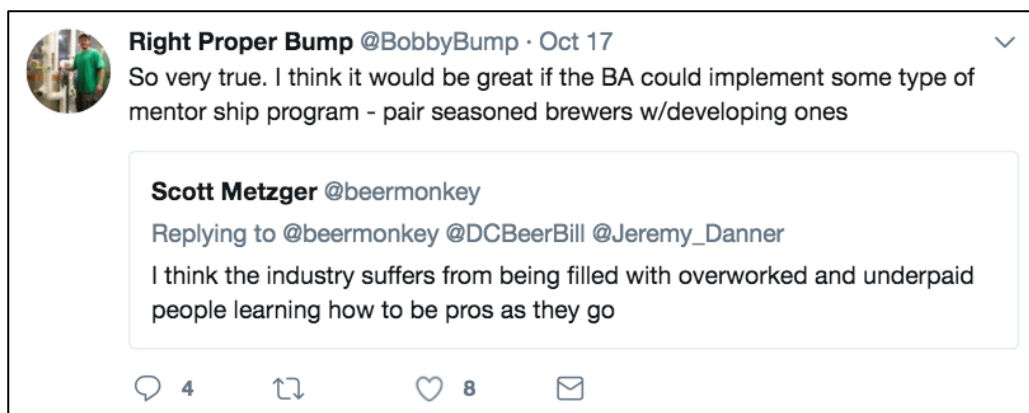 Right Proper Bump @BobbyBump · Oct 17
So very true. I think it would be great if the BA could implement some type of
mentor ship program - pair seasoned brewers w/developing ones
Scott Metzger @beermonkey
Replying to @beermonkey @DCBeerBill @Jeremy_Danner
I think the industry suffers from being filled with overworked and underpaid
people learning how to be pros as they go
4 8